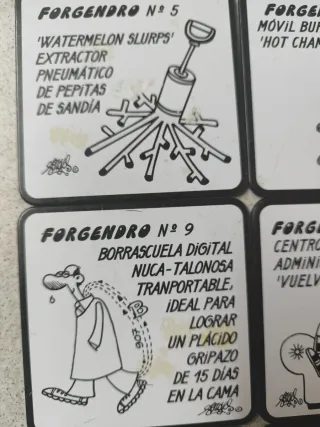 FORGENDRO Nº 5
'WATERMELON SLURPS'
EXTRACTOR
PNEUMÁTICO
DE PEPITAS
DE SANDÍA
FORGEN
MÓVIL BU
'HOT CHAN
FORGENDRO Nº 9
BORRASCUELA DIGITAL
NUCA-TALONOSA
TRANPORTABLE,
IDEAL PARA
LOGRAR
UN PLÁCIDO
GRIPAZO
DE 15 DÍAS
EN LA CAMA
FORGE
CENTRO
ADMINI
'VUELV